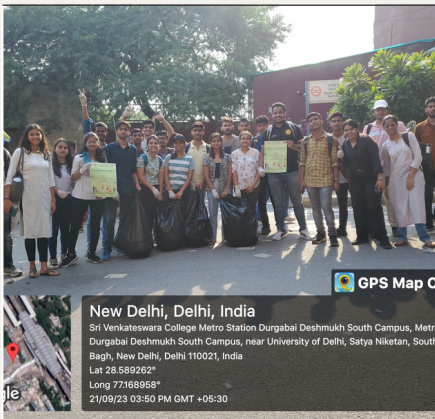 GPS Map C
New Delhi, Delhi, India
Sri Venkateswara College Metro Station Durgabai Deshmukh South Campus, Metr
Durgabai Deshmukh South Campus, near University of Delhi, Satya Niketan, South
Bagh, New Delhi, Delhi 110021, India
Lat 28.589262°
Long 77.168958°
21/09/23 03:50 PM GMT +05:30
gle